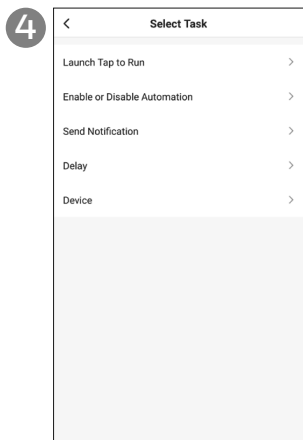 4
Select Task
Launch Tap to Run
Enable or Disable Automation
Send Notification
Delay
Device